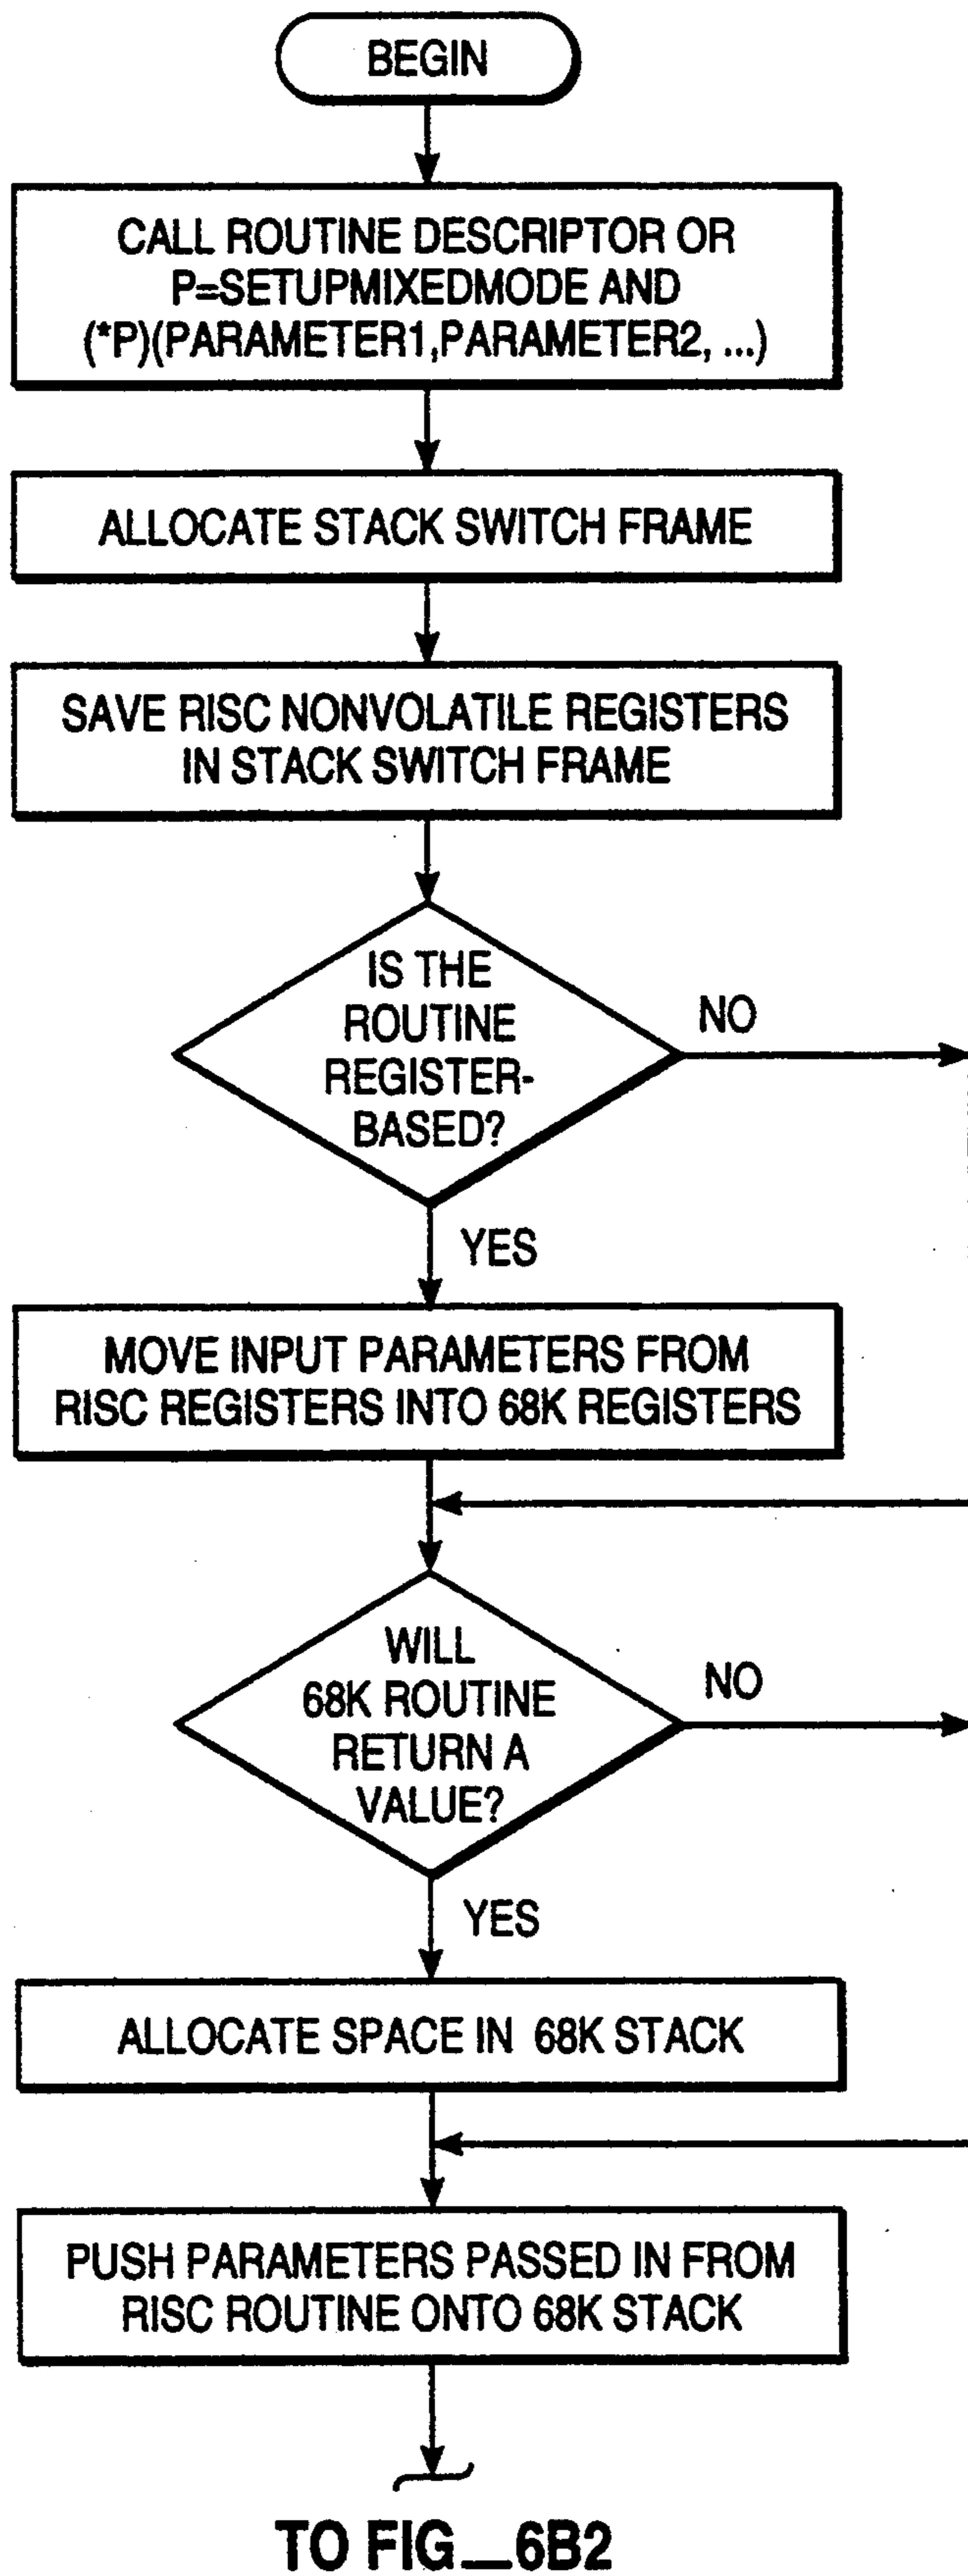 BEGIN
CALL ROUTINE DESCRIPTOR OR
P=SETUPMIXEDMODE AND
(*P)(PARAMETER1,PARAMETER2, ...)
ALLOCATE STACK SWITCH FRAME
SAVE RISC NONVOLATILE REGISTERS
IN STACK SWITCH FRAME
IS THE
ROUTINE
REGISTER-
BASED?
NO
YES
MOVE INPUT PARAMETERS FROM
RISC REGISTERS INTO 68K REGISTERS
WILL
68K ROUTINE
RETURN A
VALUE?
NO
YES
ALLOCATE SPACE IN 68K STACK
PUSH PARAMETERS PASSED IN FROM
RISC ROUTINE ONTO 68K STACK
TO FIG_6B2